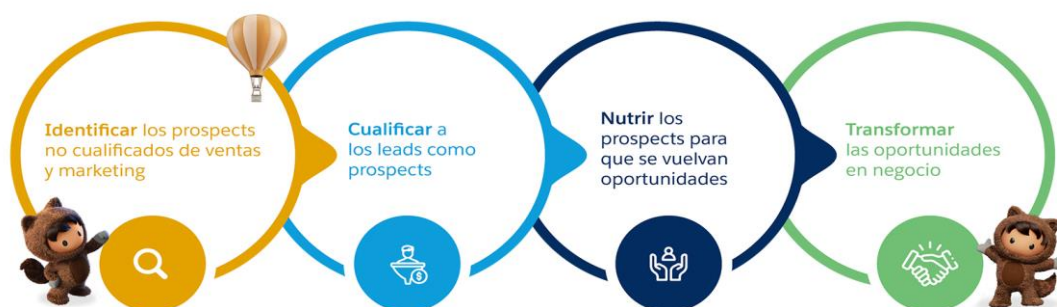 Identificar los prospects
no cualificados de ventas
y marketing
Cualificar a
los leads como
prospects
Nutrir los
prospects para
que se vuelvan
oportunidades
Transformar
las oportunidades
en negocio
$